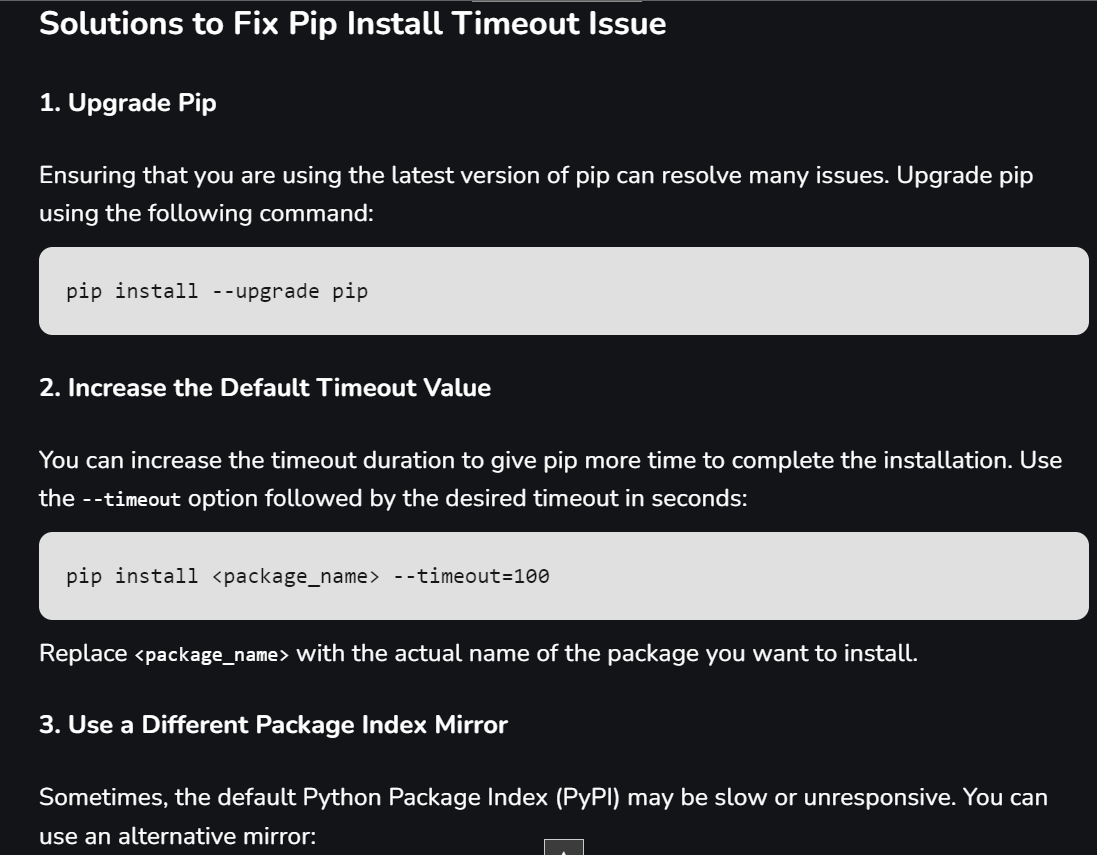 Solutions to Fix Pip Install Timeout Issue
1. Upgrade Pip
Ensuring that you are using the latest version of pip can resolve many issues. Upgrade pip
using the following command:
pip install --upgrade pip
2. Increase the Default Timeout Value
You can increase the timeout duration to give pip more time to complete the installation. Use
the --timeout option followed by the desired timeout in seconds:
pip install <package_name> --timeout=100
Replace <package_name> with the actual name of the package you want to install.
3. Use a Different Package Index Mirror
Sometimes, the default Python Package Index (PyPI) may be slow or unresponsive. You can
use an alternative mirror: